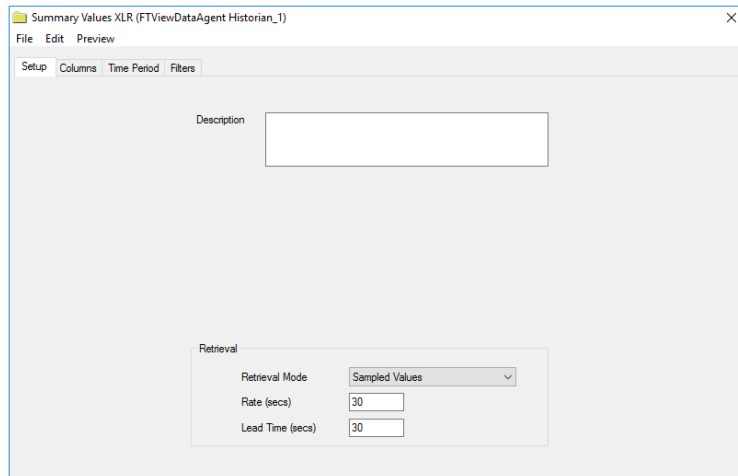 Summary Values XLR (FTViewDataAgent Historian_1)
File Edit Preview
Setup Columns Time Period Filters
Description
Retrieval
Retrieval Mode Sampled Values
Rate (secs) 30
Lead Time (secs) 30